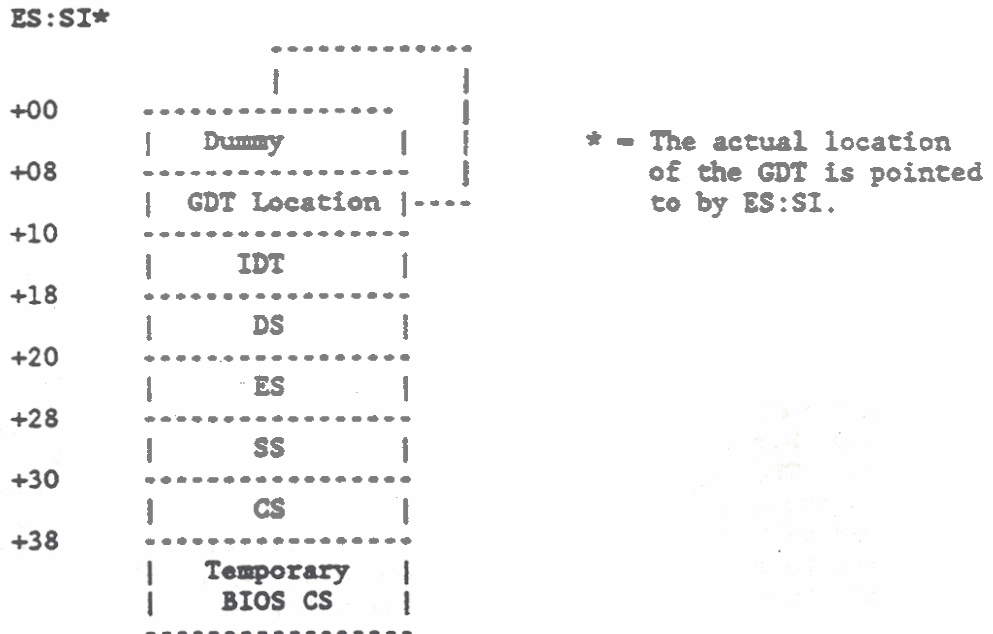 ES:SI*
+00
Dummy
* = The actual location
of the GDT is pointed
to by ES:SI.
+08
GDT Location
+10
IDT
+18
DS
+20
ES
+28
SS
+30
CS
+38
Temporary
BIOS CS